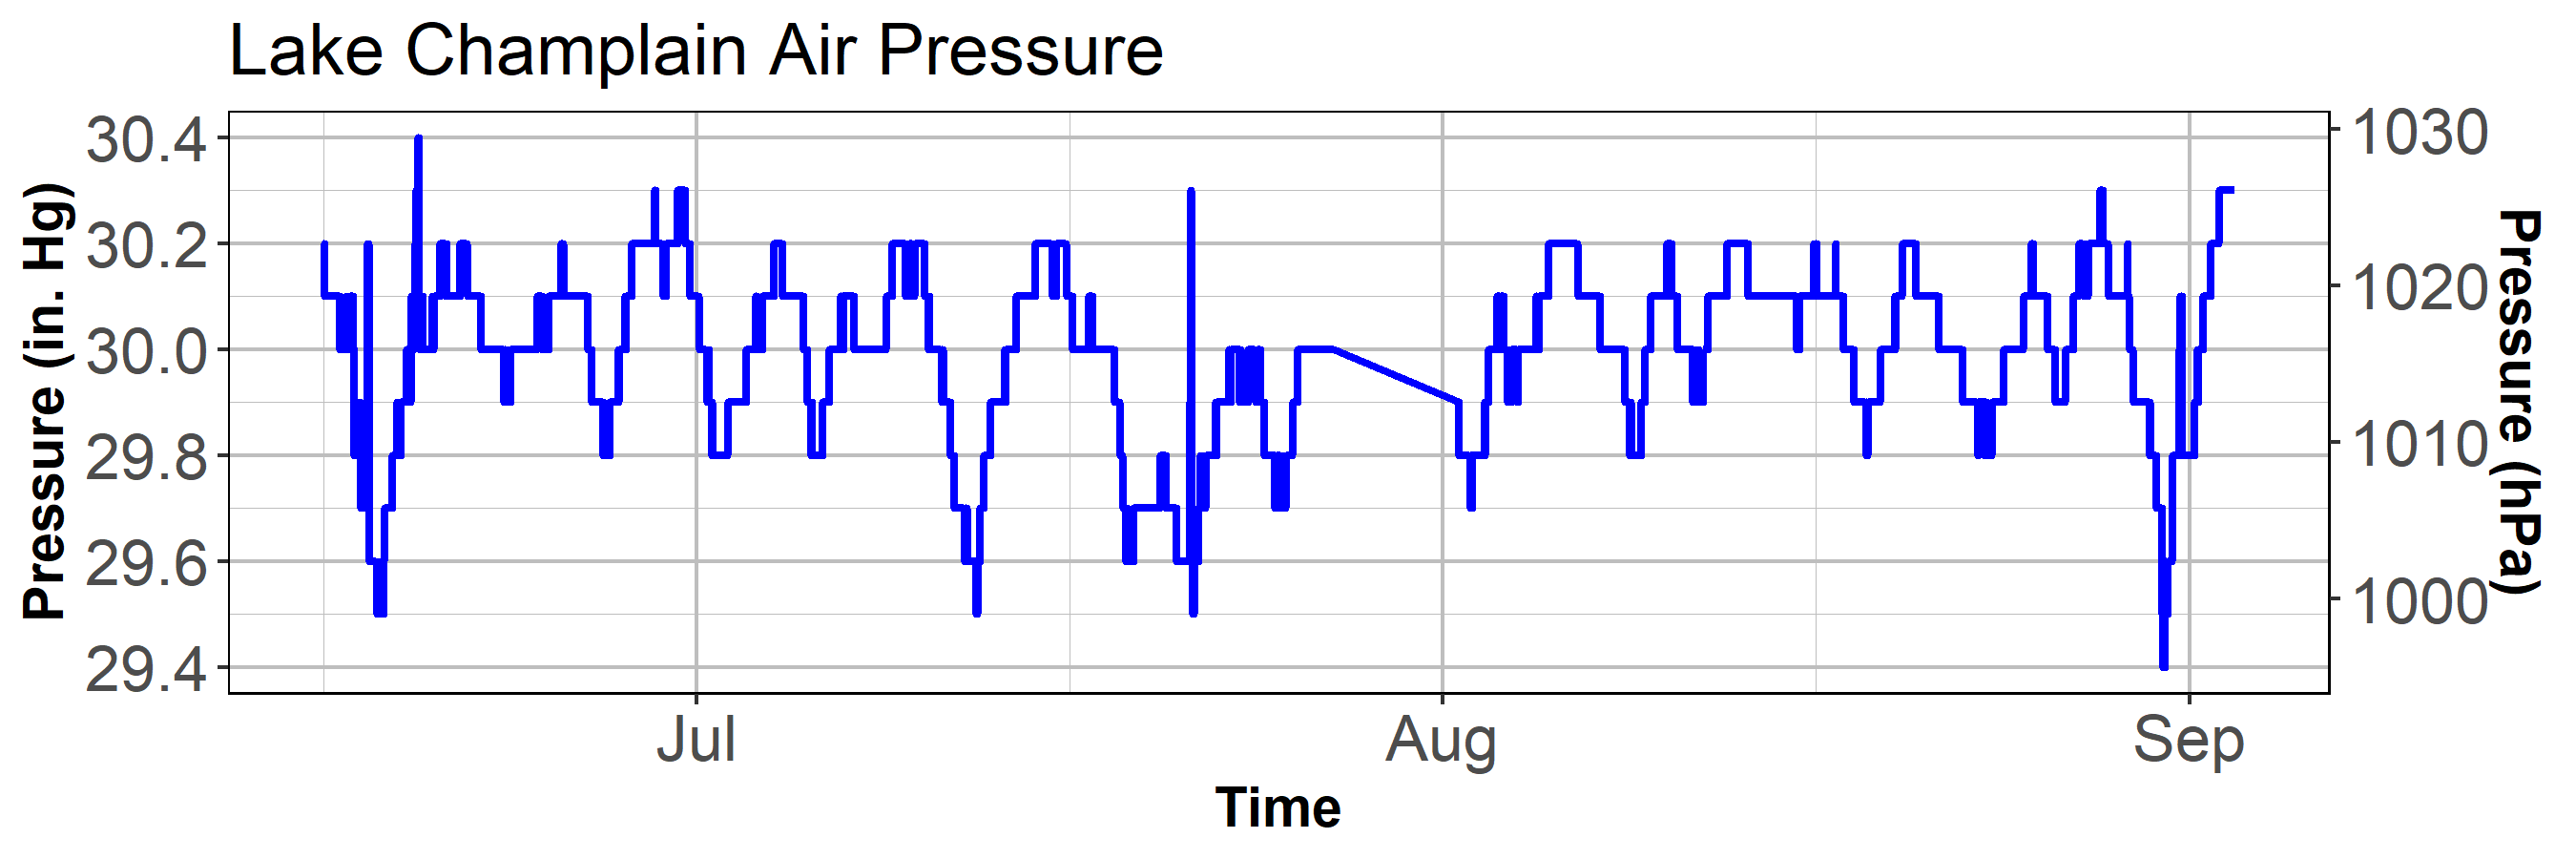 Lake Champlain Air Pressure
Pressure (in. Hg)
30.4
30.2
30.0
29.8
29.6
29.4
1030
1020
1010
1000
Pressure (hPa)
Jul Aug Sep
Time